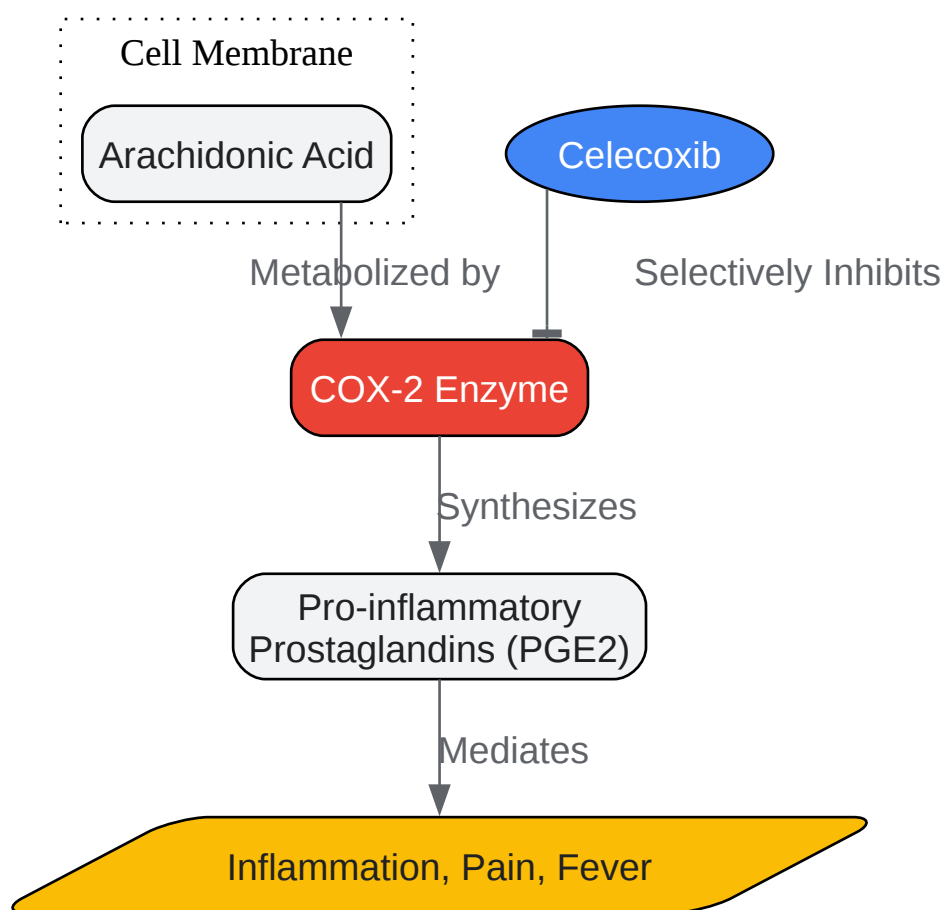 Cell Membrane
Arachidonic Acid
Celecoxib
Metabolized by
Selectively Inhibits
COX-2 Enzyme
Synthesizes
Pro-inflammatory
Prostaglandins (PGE2)
Mediates
Inflammation, Pain, Fever